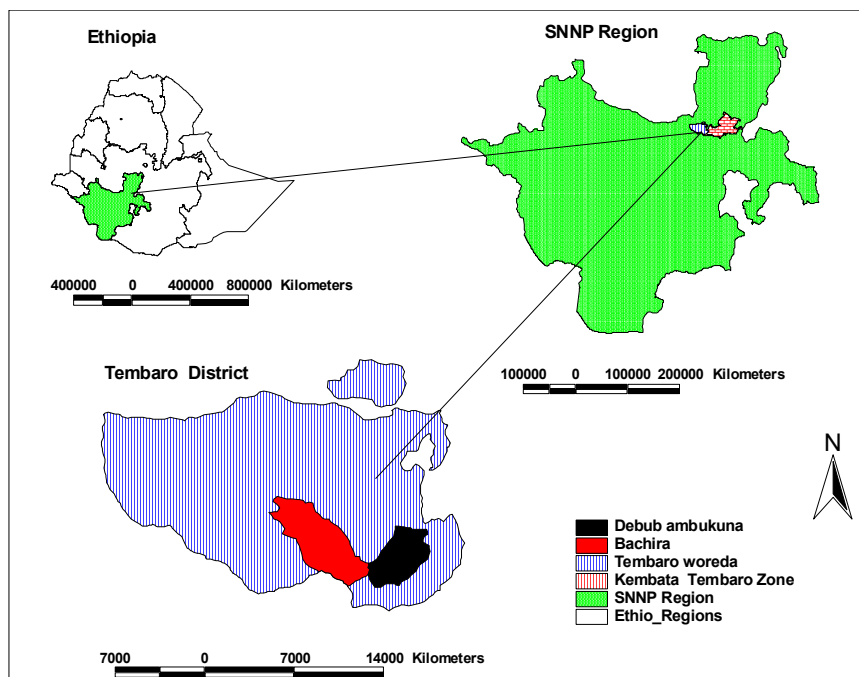 Ethiopia
SNNP Region
400000 0 400000 800000 Kilometers
Tembaro District
100000 0 100000 200000 Kilometers
N
Debub ambukuna
Bachira
Tembaro woreda
Kembata Tembaro Zone
SNNP Region
Ethio_Regions
7000 0 7000 14000 Kilometers